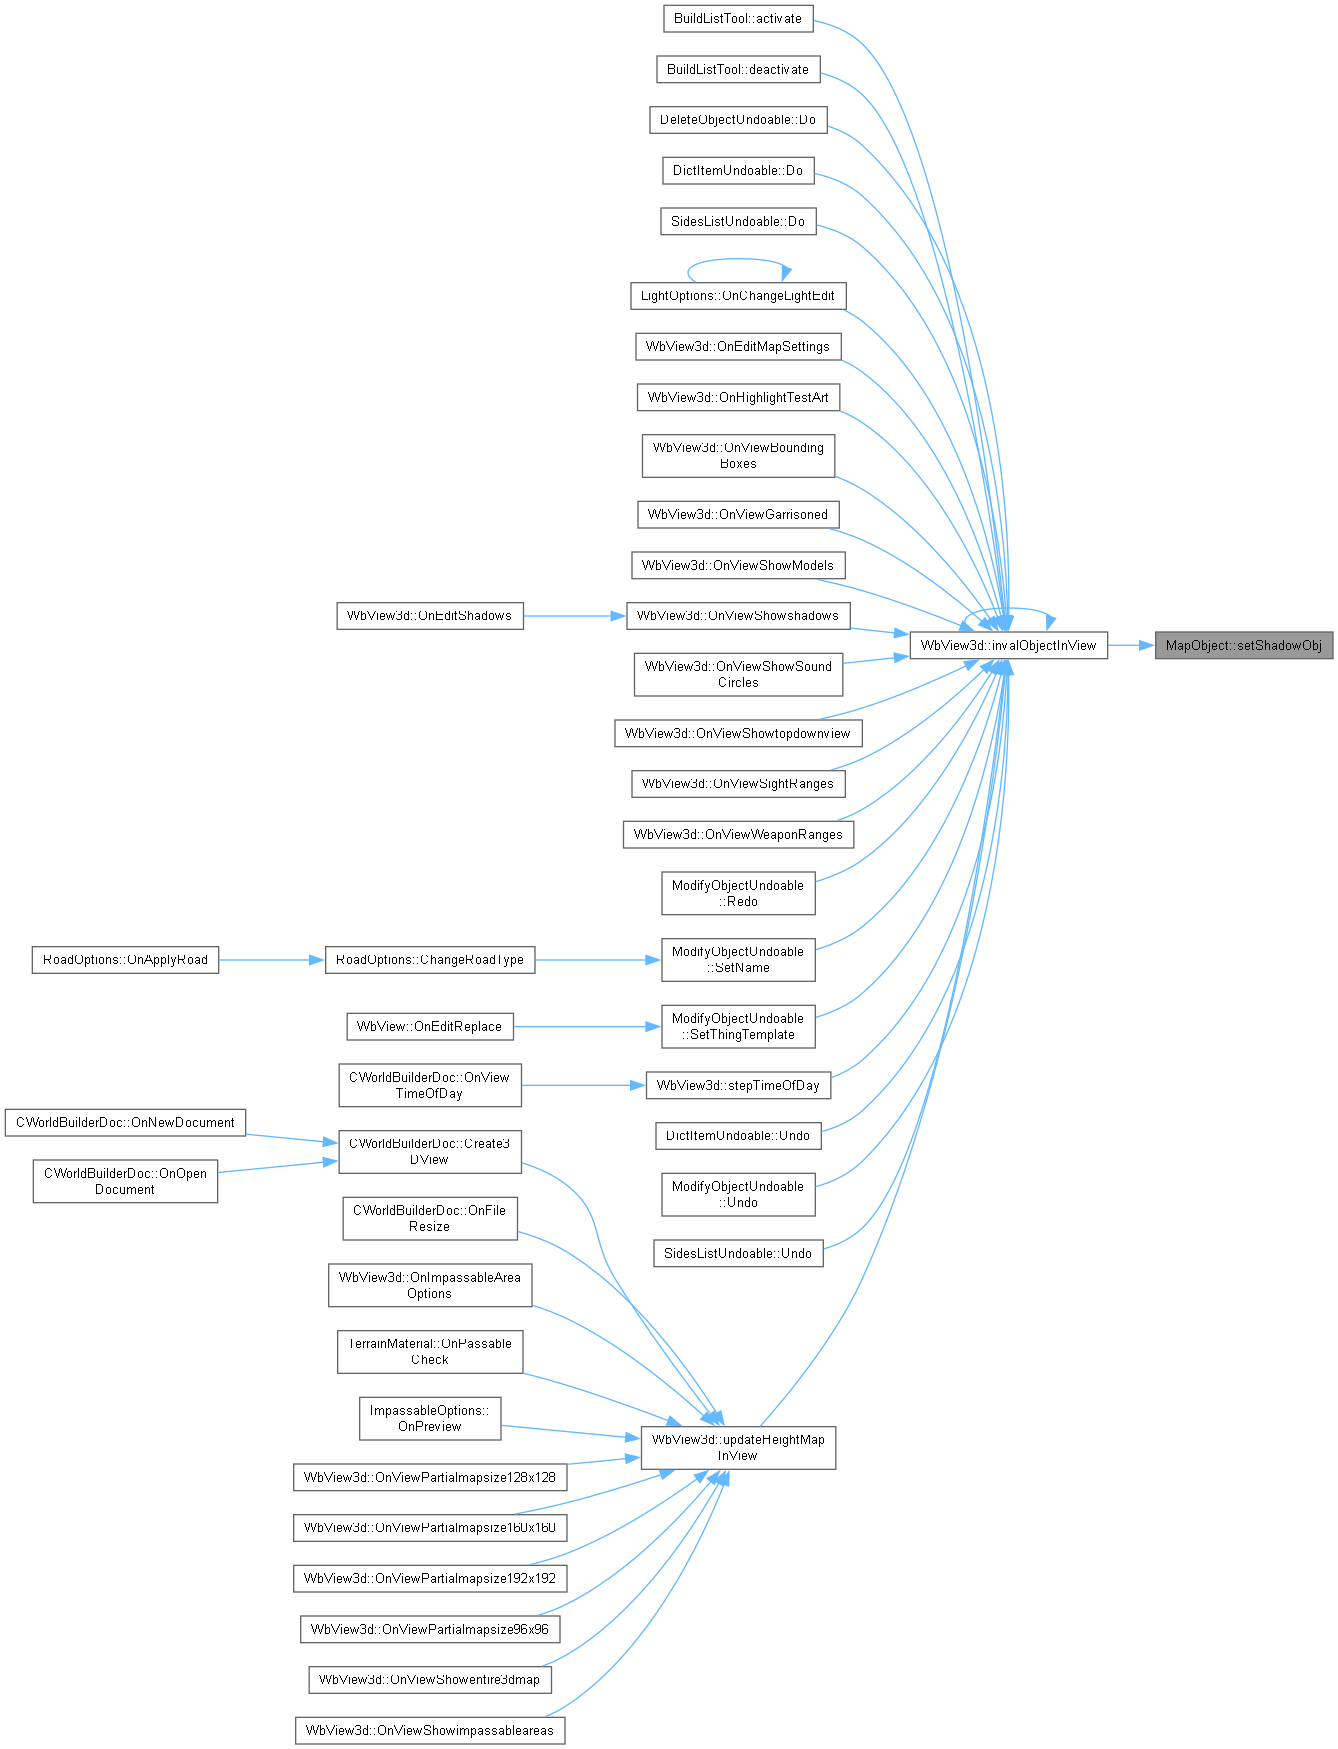 BuildListTool::activate
BuildListTool::deactivate
DeleteObjectUndoable::Do
DictItemUndoable::Do
SidesListUndoable::Do
LightOptions::OnChangeLightEdit
WbView3d::OnEditMapSettings
WbView3d::OnHighlightTestArt
WbView3d::OnViewBounding
Boxes
WbView3d::OnViewGarrisoned
WbView3d::OnViewShowModels
WbView3d::OnEditShadows
WbView3d::OnViewShowshadows
WbView3d::invalObjectInView
MapObject::setShadowObj
WbView3d::OnViewShowSound
Circles
WbView3d::OnViewShowtopdownview
WbView3d::OnViewSightRanges
WbView3d::OnViewWeaponRanges
ModifyObjectUndoable
::Redo
RoadOptions::OnApplyRoad
RoadOptions::ChangeRoadType
ModifyObjectUndoable
::SetName
WbView::OnEditReplace
ModifyObjectUndoable
::SetThingTemplate
CWorldBuilderDoc::OnView
TimeOfDay
WbView3d::stepTimeOfDay
CWorldBuilderDoc::OnNewDocument
CWorldBuilderDoc::OnOpen
Document
CWorldBuilderDoc::Create3
DView
DictItemUndoable::Undo
ModifyObjectUndoable
::Undo
CWorldBuilderDoc::OnFile
Resize
SidesListUndoable::Undo
WbView3d::OnImpassableArea
Options
TerrainMaterial::OnPassable
Check
ImpassableOptions::
OnPreview
WbView3d::updateHeightMap
InView
WbView3d::OnViewPartialmapsize128x128
WbView3d::OnViewPartialmapsize160x160
WbView3d::OnViewPartialmapsize192x192
WbView3d::OnViewPartialmapsize96x96
WbView3d::OnViewShowentire3dmap
WbView3d::OnViewShowimpassableareas